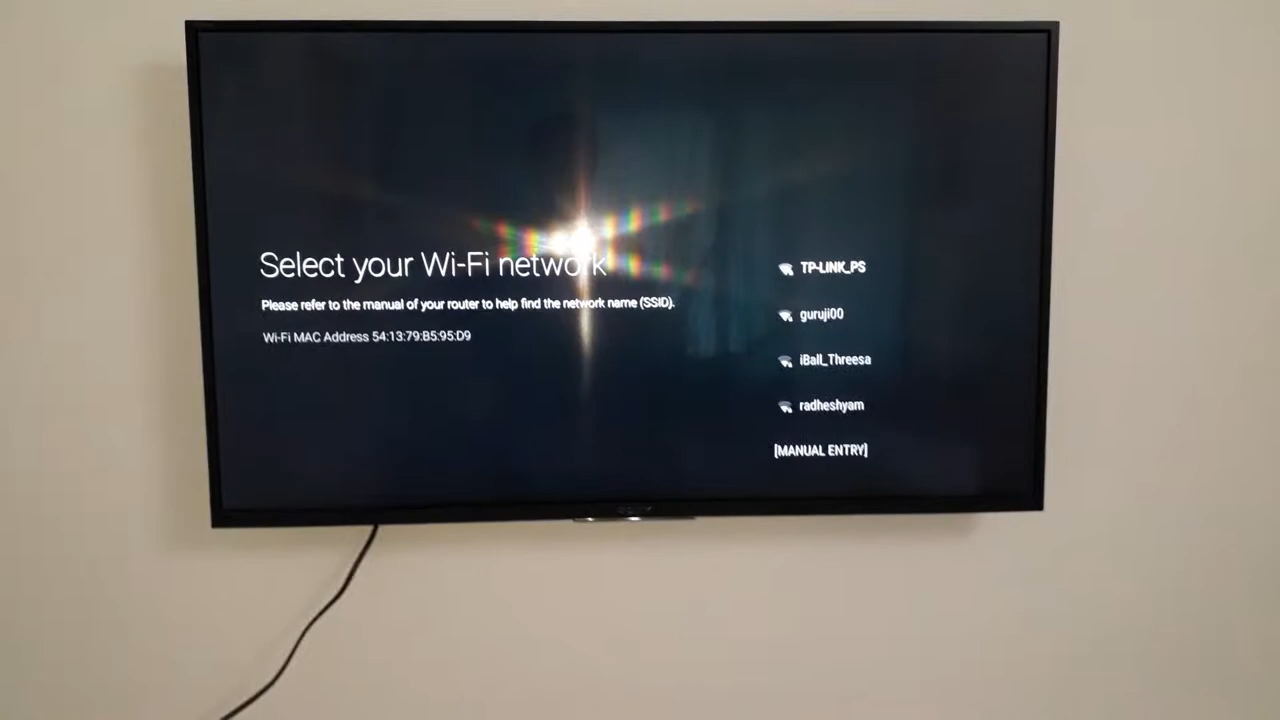 Select your Wi-Fi network
Please refer to the manual of your router to help find the network name (SSID).
Wi-Fi MAC Address 54:13:79:B5:95:D9
TP-LINK_PS
guruji00
iBall_Threesa
radheshyam
[MANUAL ENTRY]
SONY